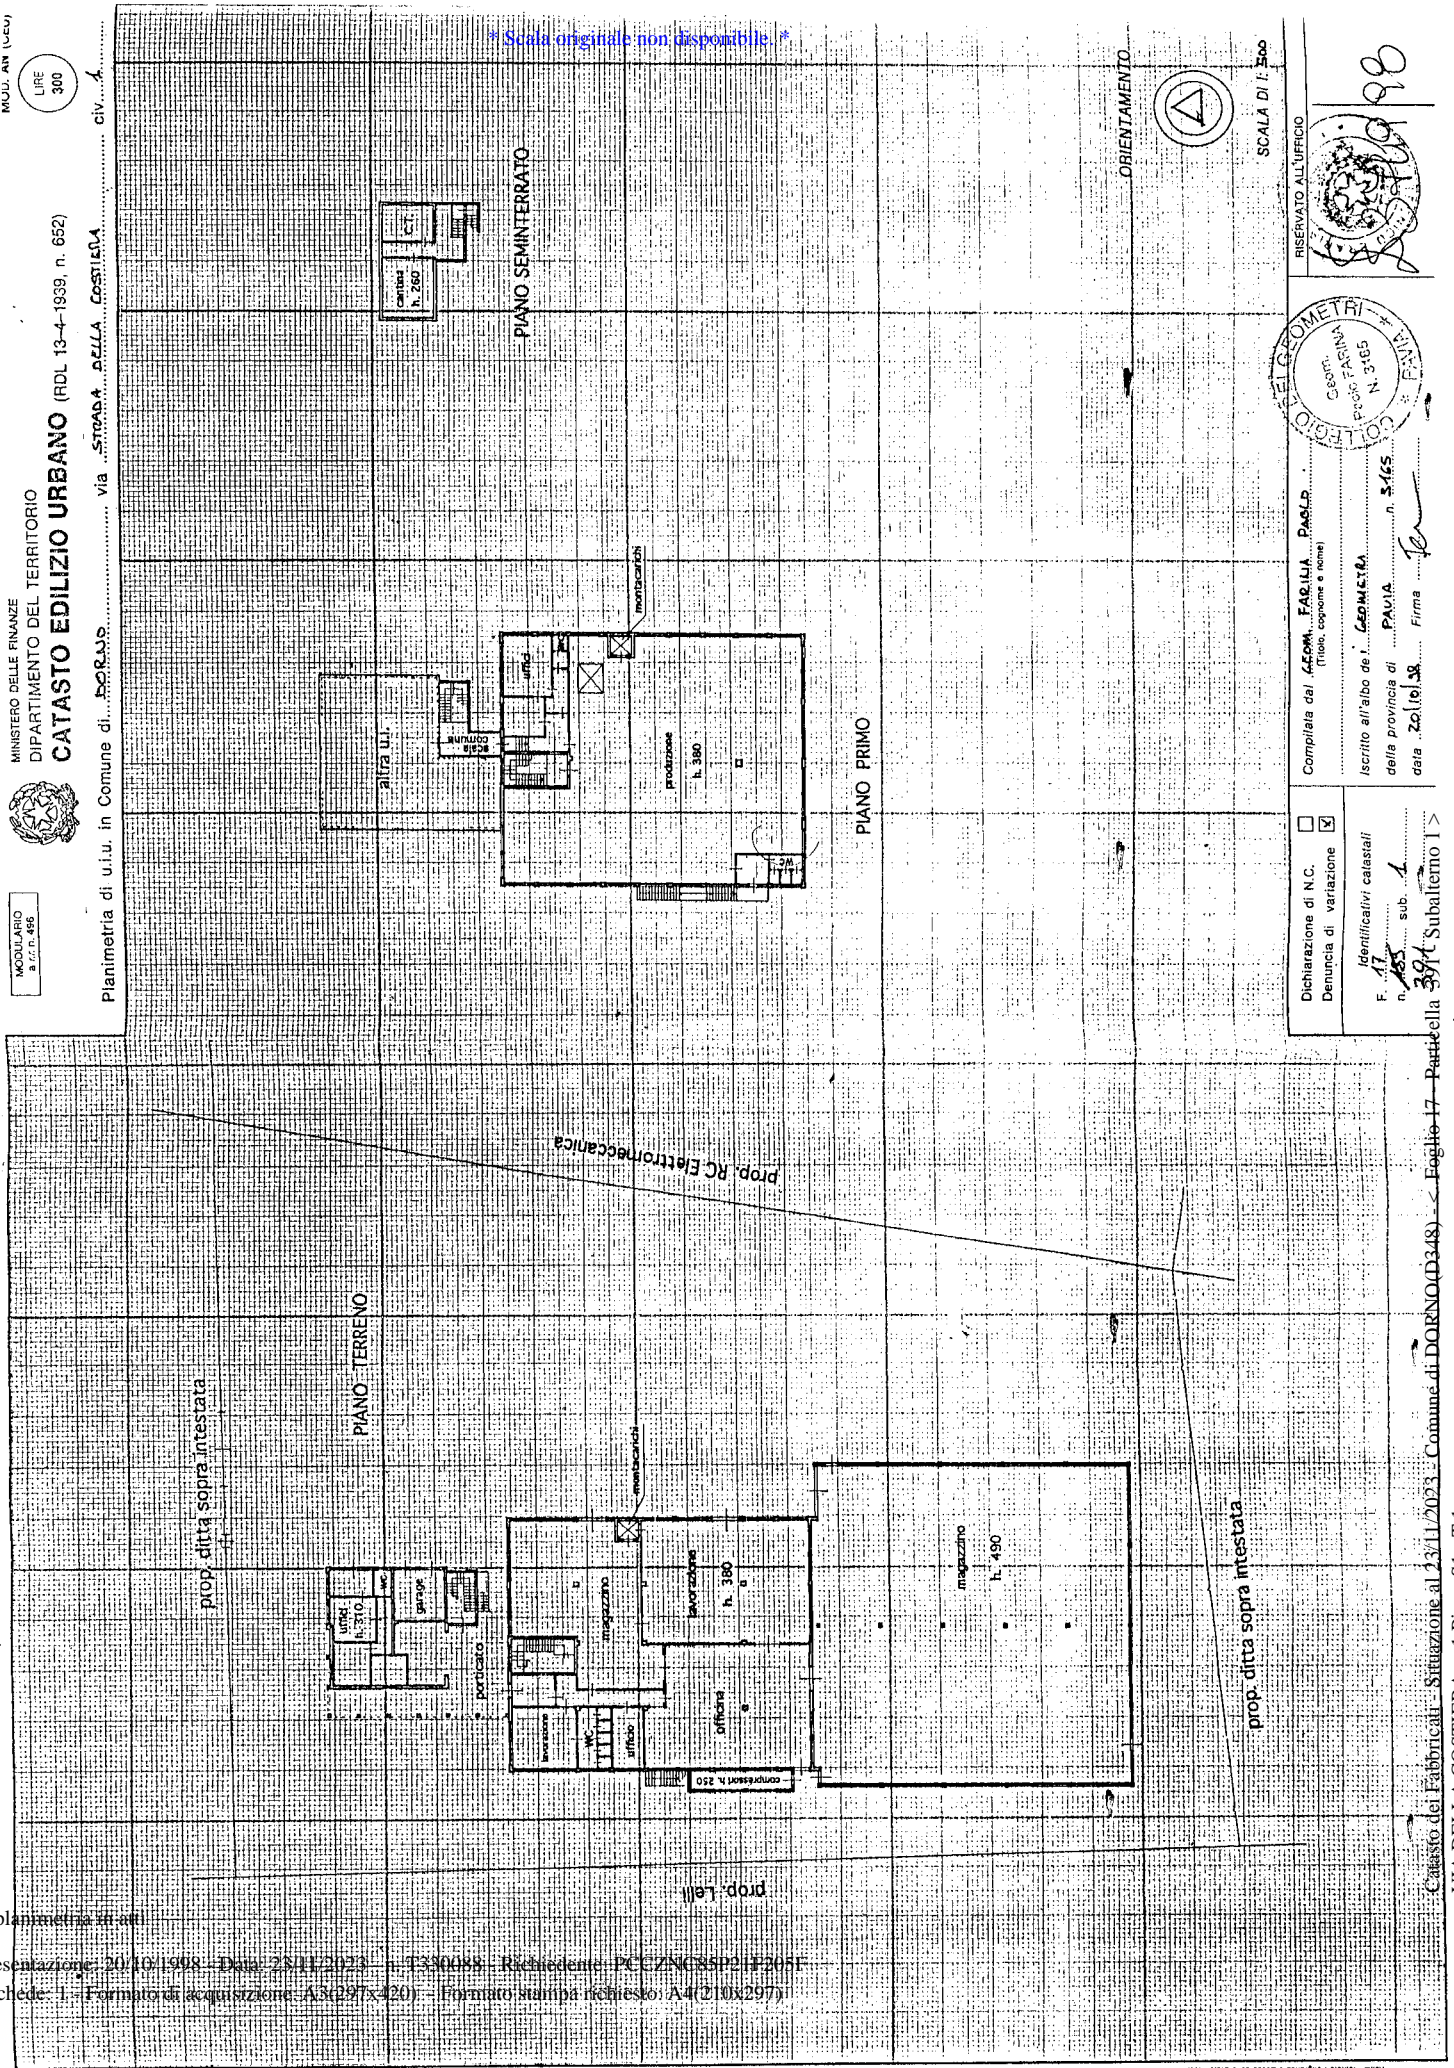 MODULARIO
n. 496
MINISTERO DELLE FINANZE
DIPARTIMENTO DEL TERRITORIO
CATASTO EDILIZIO URBANO (RDL 13-4-1939, n. 652)
LIRE
300
Planimetria di u.i.u. in Comune di DORNO via STRADA DELLA COSTIERA civ. 1
* Scala originale non disponibile. *
PIANO SEMINTERRATO
cantina
h. 260
C.T.
altra u.i.
scala
comune
uffici
montacarichi
produzione
h. 380
WC
PIANO PRIMO
ORIENTAMENTO
SCALA DI 1: 500
prop. RC Elettromeccanica
prop. ditta sopra intestata
PIANO TERRENO
uffici
h. 310
WC
garage
porticato
montacarichi
magazzino
lavorazione
h. 380
lavorazione
WC
ufficio
officina
compressori h. 250
magazzino
h. 490
prop. ditta sopra intestata
prop. Lelli
Dichiarazione di N.C.
Denuncia di variazione X
Identificativi catastali
F. 17
n. 185 sub. 1
391
Compilata dal GEOM. FARINA PAOLO
(Titolo, cognome e nome)
Iscritto all'albo dei GEOMETRA
della provincia di PAVIA n. 3165
data 20/10/98 Firma
COLLEGIO DEI GEOMETRI * PAVIA *
Geom.
Paolo FARINA
N. 3165
RISERVATO ALL'UFFICIO
planimetria in atti
esentazione: 20/10/1998 - Data: 23/11/2023 - n. T330088 - Richiedente: PCCZNC85P21F205F
chede: 1 - Formato di acquisizione: A3(297x420) - Formato stampa richiesto: A4(210x297)
Catasto dei Fabbricati - Situazione al 23/11/2023 - Comune di DORNO(D348) - < Foglio 17 - Particella 391 - Subalterno 1 >